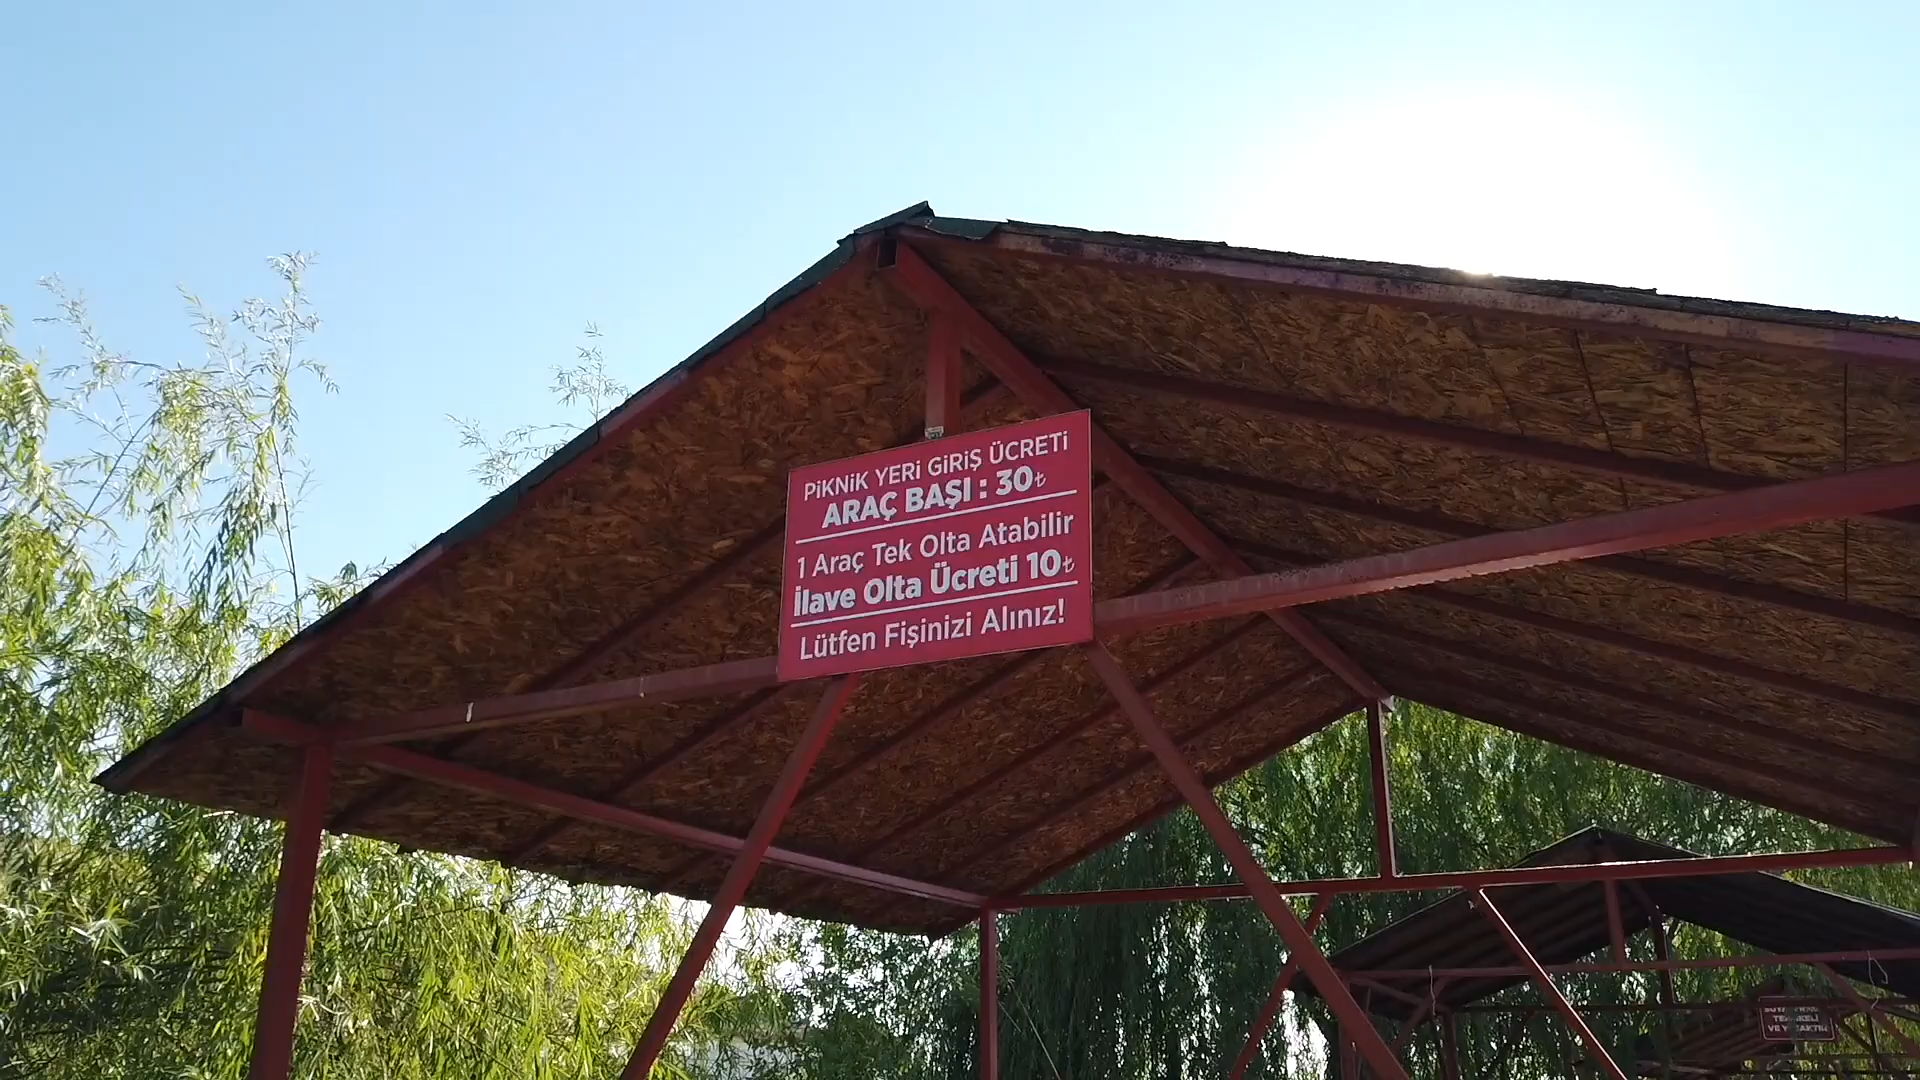 PiKNiK YERi GiRiŞ ÜCRETi
ARAÇ BAŞI : 30₺
1 Araç Tek Olta Atabilir
İlave Olta Ücreti 10₺
Lütfen Fişinizi Alınız!